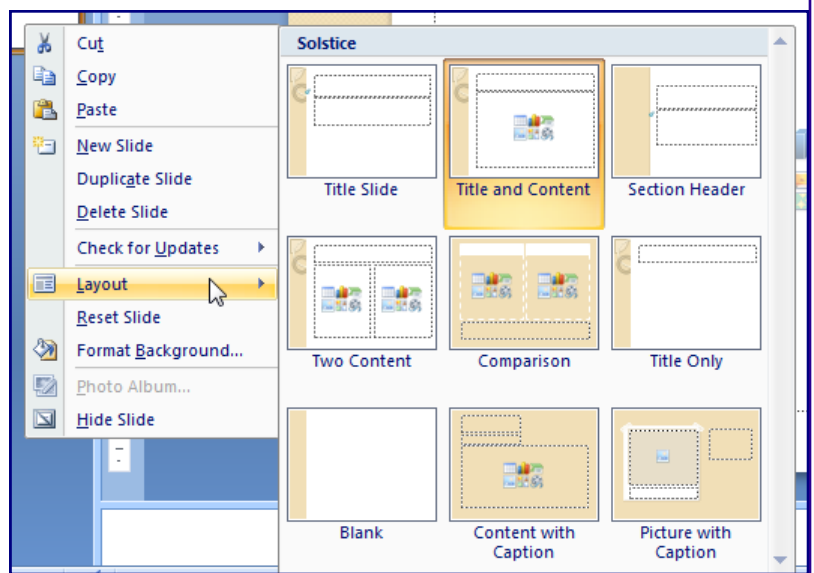 Cut
Copy
Paste
New Slide
Duplicate Slide
Delete Slide
Check for Updates
Layout
Reset Slide
Format Background...
Photo Album...
Hide Slide
Solstice
Title Slide
Title and Content
Section Header
Two Content
Comparison
Title Only
Blank
Content with
Caption
Picture with
Caption